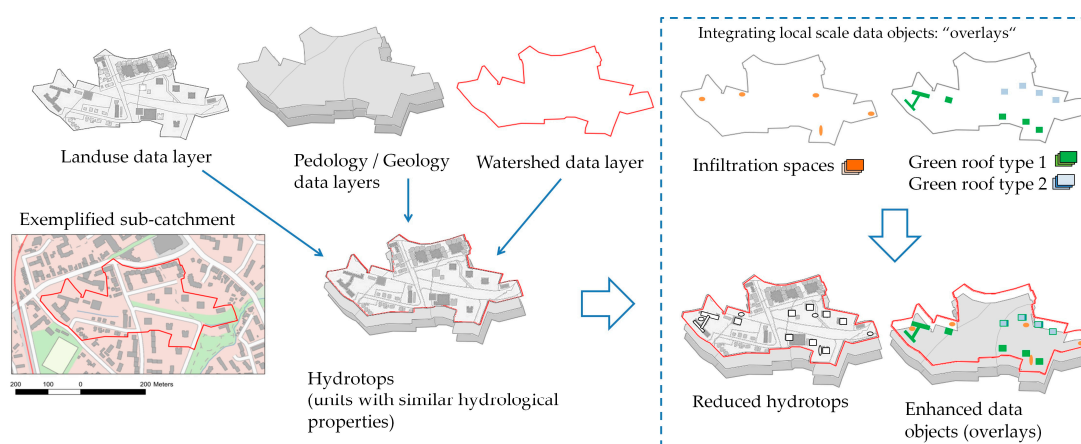 Landuse data layer
Pedology / Geology
data layers
Watershed data layer
Exemplified sub-catchment
200 100 0 200 Meters
Hydrotops
(units with similar hydrological
properties)
Integrating local scale data objects: “overlays“
Infiltration spaces
Green roof type 1
Green roof type 2
Reduced hydrotops
Enhanced data
objects (overlays)